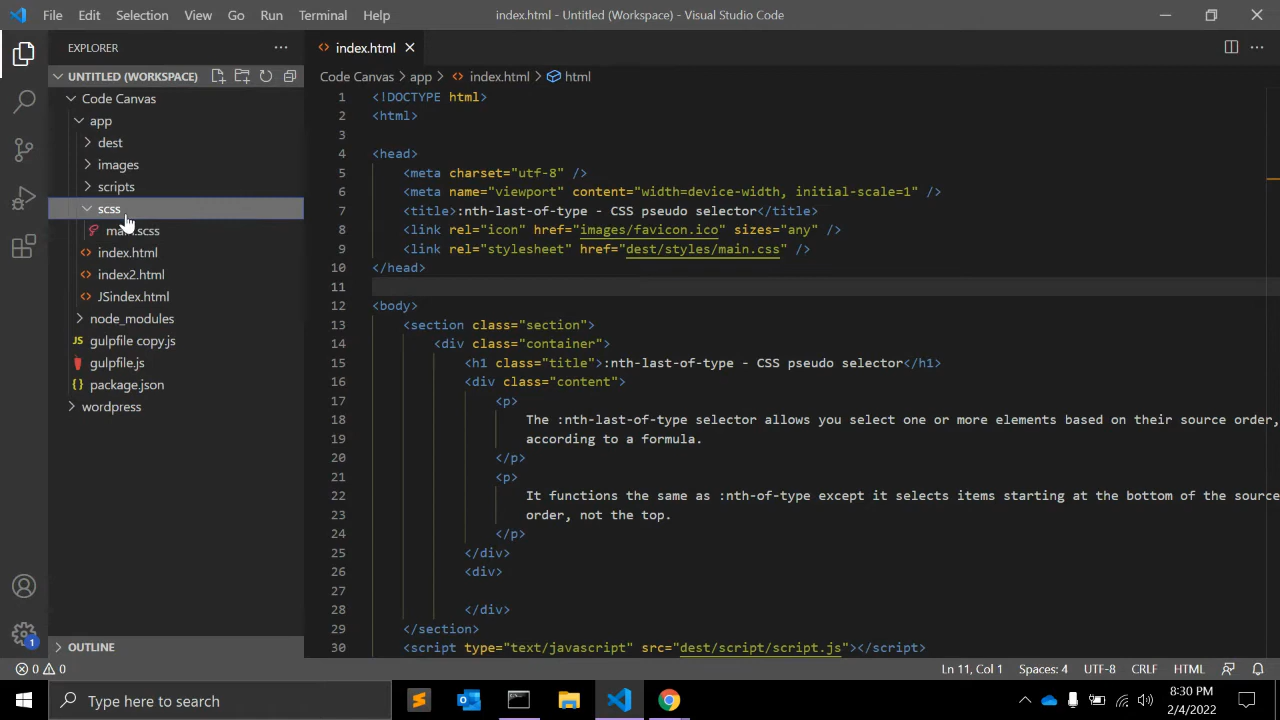 File Edit Selection View Go Run Terminal Help index.html - Untitled (Workspace) - Visual Studio Code
EXPLORER
UNTITLED (WORKSPACE)
Code Canvas
app
dest
images
scripts
scss
main.scss
index.html
index2.html
JSindex.html
node_modules
gulpfile copy.js
gulpfile.js
package.json
wordpress
OUTLINE
index.html
Code Canvas > app > index.html > html
1 <!DOCTYPE html>
2 <html>
3
4 <head>
5 <meta charset="utf-8" />
6 <meta name="viewport" content="width=device-width, initial-scale=1" />
7 <title>:nth-last-of-type - CSS pseudo selector</title>
8 <link rel="icon" href="images/favicon.ico" sizes="any" />
9 <link rel="stylesheet" href="dest/styles/main.css" />
10 </head>
11
12 <body>
13 <section class="section">
14 <div class="container">
15 <h1 class="title">:nth-last-of-type - CSS pseudo selector</h1>
16 <div class="content">
17 <p>
18 The :nth-last-of-type selector allows you select one or more elements based on their source order,
19 according to a formula.
20 </p>
21 <p>
22 It functions the same as :nth-of-type except it selects items starting at the bottom of the source
23 order, not the top.
24 </p>
25 </div>
26 <div>
27
28 </div>
29 </section>
30 <script type="text/javascript" src="dest/script/script.js"></script>
1
0 0 Ln 11, Col 1 Spaces: 4 UTF-8 CRLF HTML
Type here to search
8:30 PM
2/4/2022